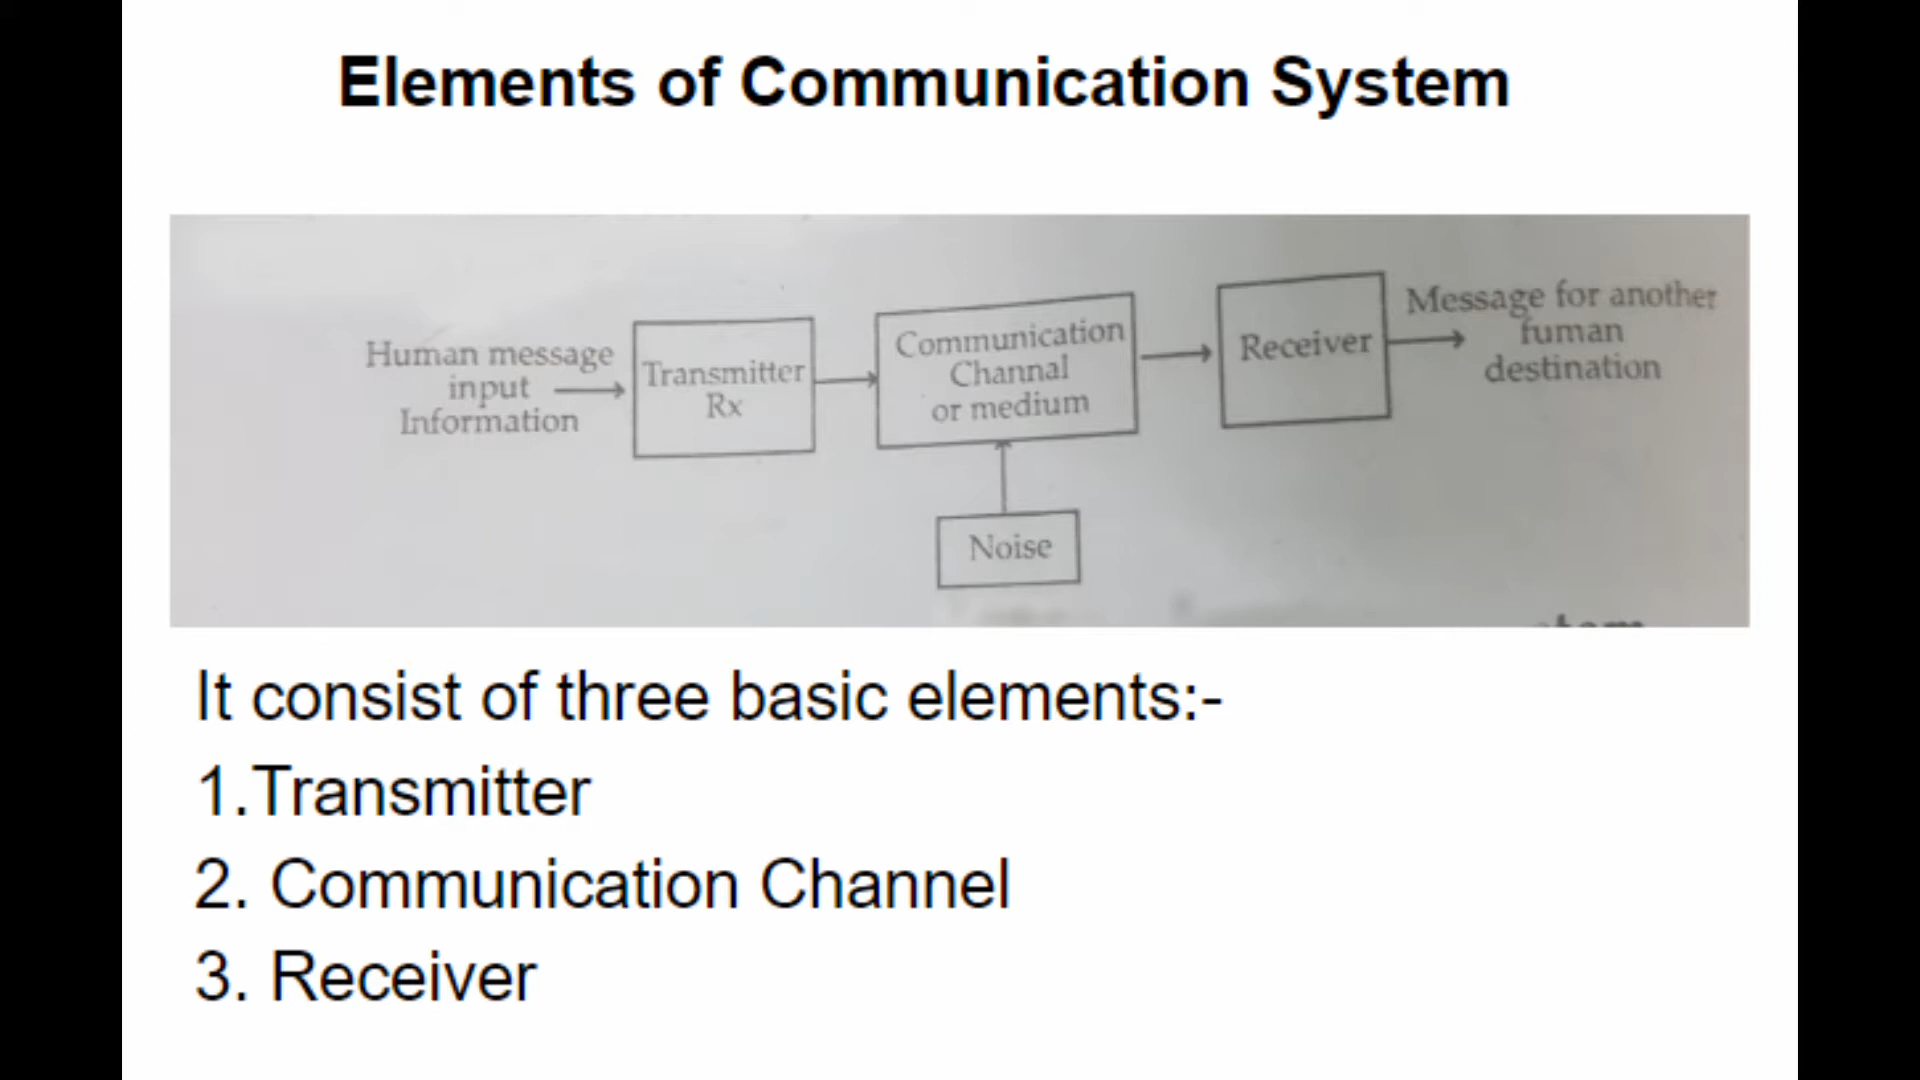 Elements of Communication System
Human message
input
Information
Transmitter
Rx
Communication
Channal
or medium
Noise
Receiver
Message for another
fuman
destination
It consist of three basic elements:-
1.Transmitter
2. Communication Channel
3. Receiver